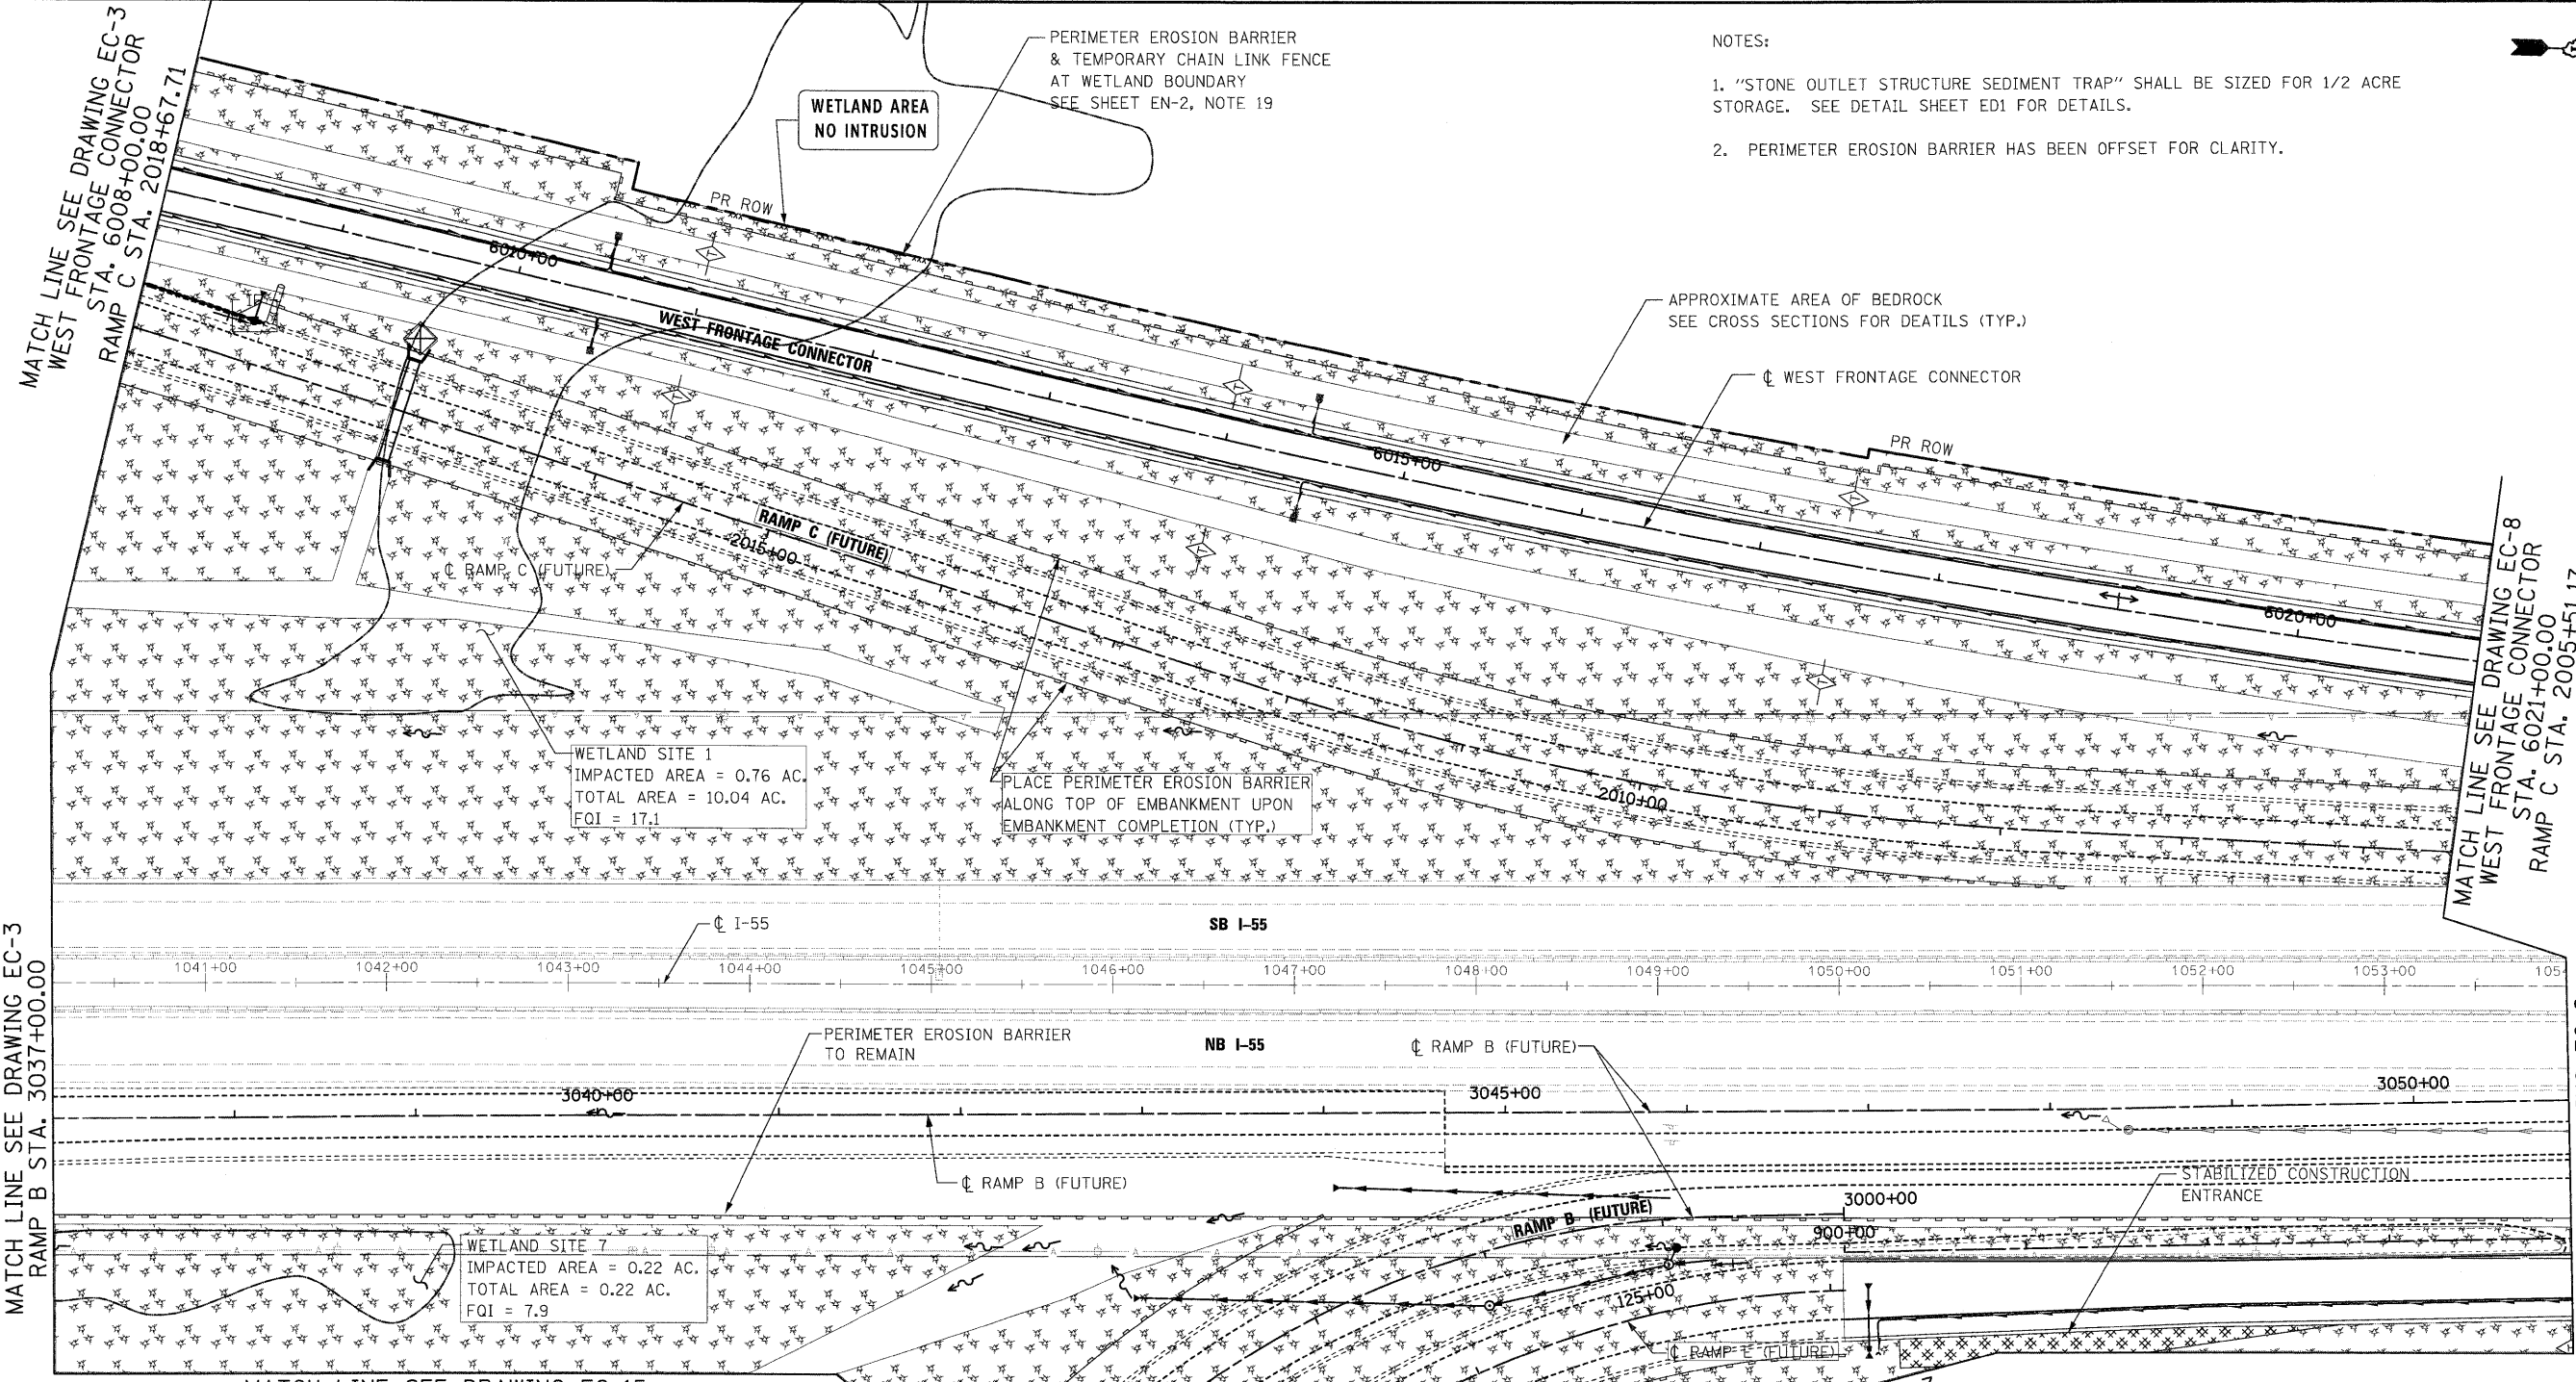 MATCH LINE SEE DRAWING EC-3
WEST FRONTAGE CONNECTOR
STA. 6008+00.00
RAMP C STA. 2018+67.71
PERIMETER EROSION BARRIER
& TEMPORARY CHAIN LINK FENCE
AT WETLAND BOUNDARY
SEE SHEET EN-2, NOTE 19
WETLAND AREA
NO INTRUSION
NOTES:
1. "STONE OUTLET STRUCTURE SEDIMENT TRAP" SHALL BE SIZED FOR 1/2 ACRE
STORAGE. SEE DETAIL SHEET ED1 FOR DETAILS.
2. PERIMETER EROSION BARRIER HAS BEEN OFFSET FOR CLARITY.
PR ROW
6010+00
WEST FRONTAGE CONNECTOR
APPROXIMATE AREA OF BEDROCK
SEE CROSS SECTIONS FOR DEATILS (TYP.)
℄ WEST FRONTAGE CONNECTOR
PR ROW
6015+00
RAMP C (FUTURE)
2015+00
℄ RAMP C (FUTURE)
6020+00
MATCH LINE SEE DRAWING EC-8
WEST FRONTAGE CONNECTOR
STA. 6021+00.00
RAMP C STA. 2005+51.17
WETLAND SITE 1
IMPACTED AREA = 0.76 AC.
TOTAL AREA = 10.04 AC.
FQI = 17.1
PLACE PERIMETER EROSION BARRIER
ALONG TOP OF EMBANKMENT UPON
EMBANKMENT COMPLETION (TYP.)
2010+00
℄ I-55
SB I-55
1041+00
1042+00
1043+00
1044+00
1045+00
1046+00
1047+00
1048+00
1049+00
1050+00
1051+00
1052+00
1053+00
MATCH LINE SEE DRAWING EC-3
RAMP B STA. 3037+00.00
PERIMETER EROSION BARRIER
TO REMAIN
NB I-55
℄ RAMP B (FUTURE)
3040+00
3045+00
3050+00
℄ RAMP B (FUTURE)
STABILIZED CONSTRUCTION
ENTRANCE
3000+00
RAMP B (FUTURE)
900+00
WETLAND SITE 7
IMPACTED AREA = 0.22 AC.
TOTAL AREA = 0.22 AC.
FQI = 7.9
125+00
℄ RAMP E (FUTURE)